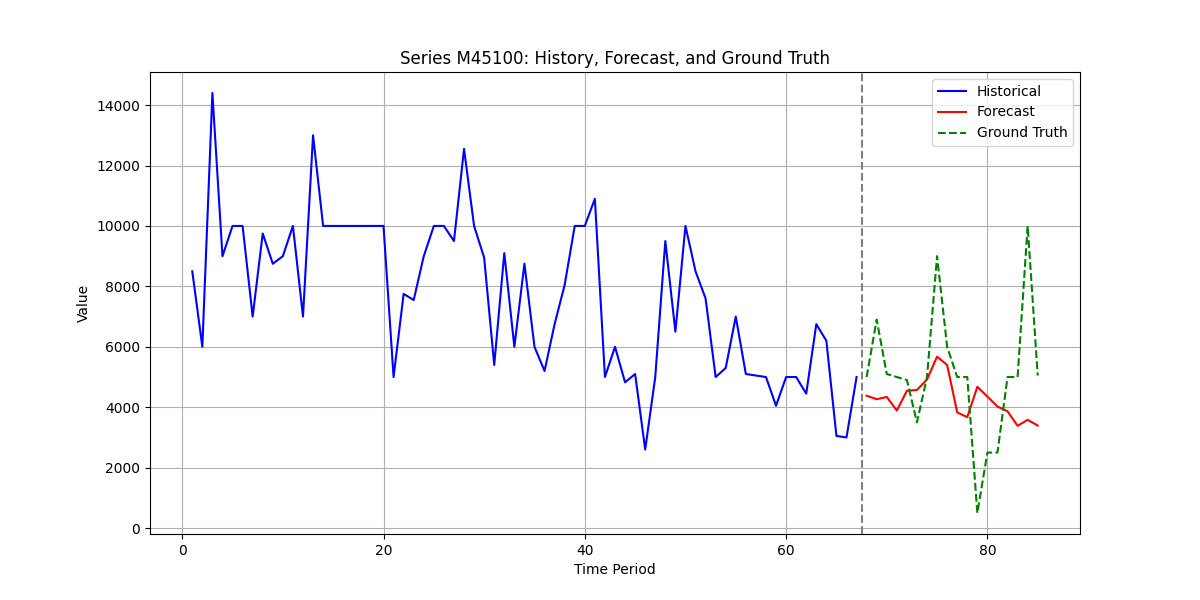 Series M45100: History, Forecast, and Ground Truth
Historical
Forecast
Ground Truth
Value
14000
12000
10000
8000
6000
4000
2000
0
0 20 40 60 80
Time Period